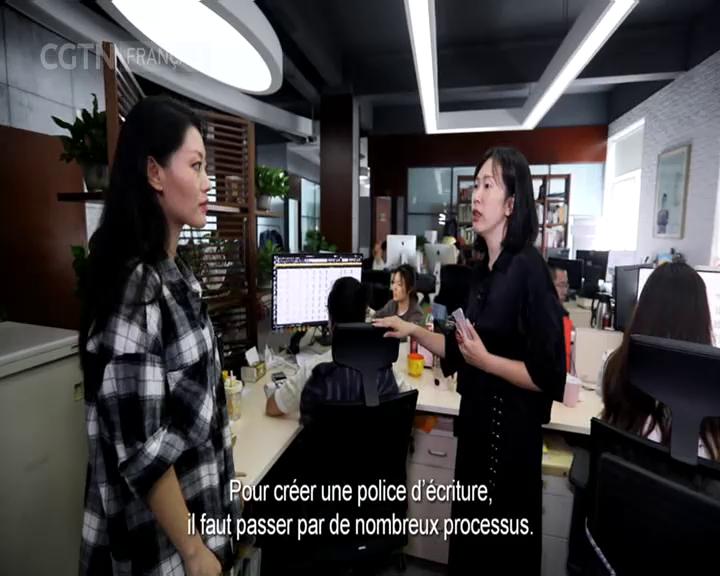 CGTN FRANÇAIS
Pour créer une police d'écriture,
il faut passer par de nombreux processus.